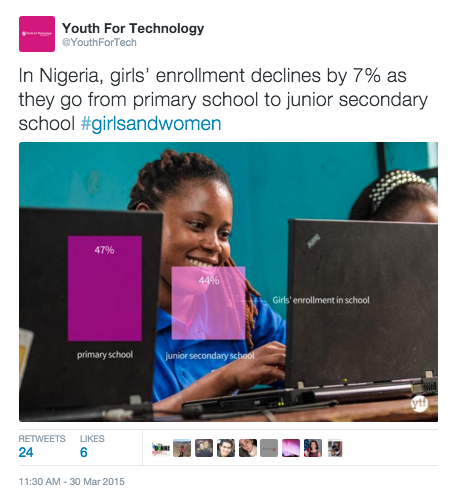 Youth For Technology
@YouthForTech
In Nigeria, girls' enrollment declines by 7% as
they go from primary school to junior secondary
school #girlsandwomen
47%
44%
Girls' enrollment in school
primary school
junior secondary school
ytf
RETWEETS LIKES
24 6
11:30 AM - 30 Mar 2015